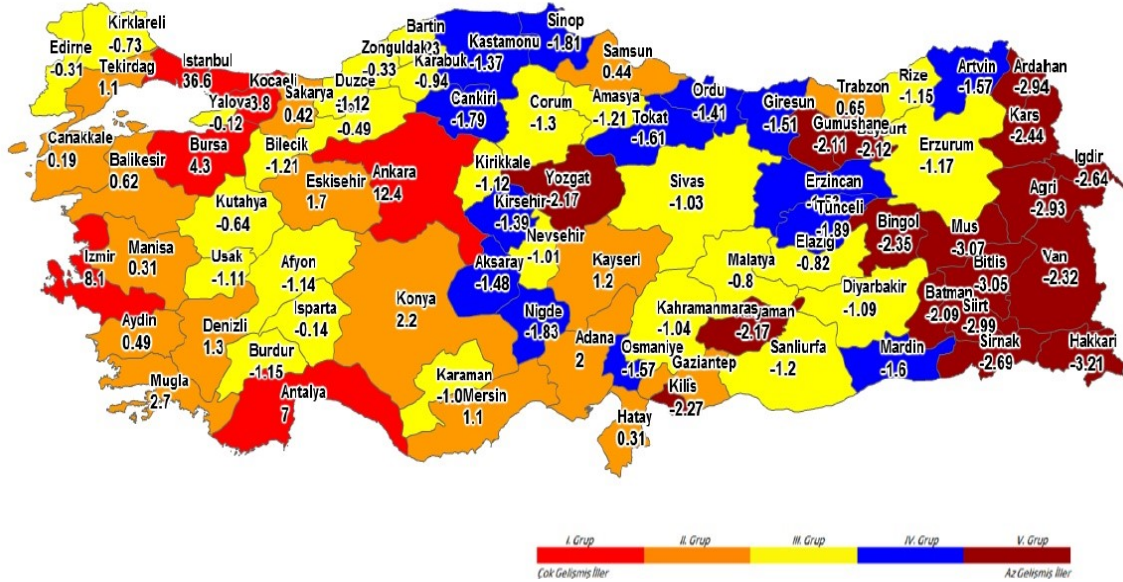 Kirklareli
-0.73
Edirne
-0.31
Tekirdag
1.1
Istanbul
36.6
Kocaeli
3.8
Yalova
-0.12
Sakarya
0.42
Duzce
-1.12
-0.49
Zonguldak
-0.33
Bartin
Karabuk
-0.94
Kastamonu
-1.37
Sinop
-1.81
Samsun
0.44
Cankiri
-1.79
Corum
-1.3
Amasya
-1.21
Tokat
-1.61
Ordu
-1.41
Giresun
-1.51
Trabzon
0.65
Gumushane
-2.11
-2.12
Rize
-1.15
Artvin
-1.57
Ardahan
-2.94
Kars
-2.44
Igdir
-2.64
Erzurum
-1.17
Agri
-2.93
Canakkale
0.19
Balikesir
0.62
Bursa
4.3
Bilecik
-1.21
Eskisehir
1.7
Ankara
12.4
Kirikkale
-1.12
Yozgat
-2.17
Kirsehir
-1.39
Sivas
-1.03
Erzincan
Tunceli
-1.89
Bingol
-2.35
Mus
-3.07
Bitlis
-3.05
Van
-2.32
Kutahya
-0.64
Manisa
0.31
Izmir
8.1
Usak
-1.11
Afyon
-1.14
Nevsehir
-1.01
Aksaray
-1.48
Kayseri
1.2
Malatya
-0.8
Elazig
-0.82
Diyarbakir
-1.09
Batman
-2.09
Siirt
-2.99
Sirnak
-2.69
Hakkari
-3.21
Aydin
0.49
Denizli
1.3
Isparta
-0.14
Burdur
-1.15
Konya
2.2
Nigde
-1.83
Adana
2
Kahramanmaras
-1.04
-2.17
Osmaniye
-1.57
Gaziantep
Kilis
-2.27
Sanliurfa
-1.2
Mardin
-1.6
Mugla
2.7
Antalya
7
Karaman
Mersin
1.1
Hatay
0.31
I. Grup II. Grup III. Grup IV. Grup V. Grup
Çok Gelişmiş İller Az Gelişmiş İller